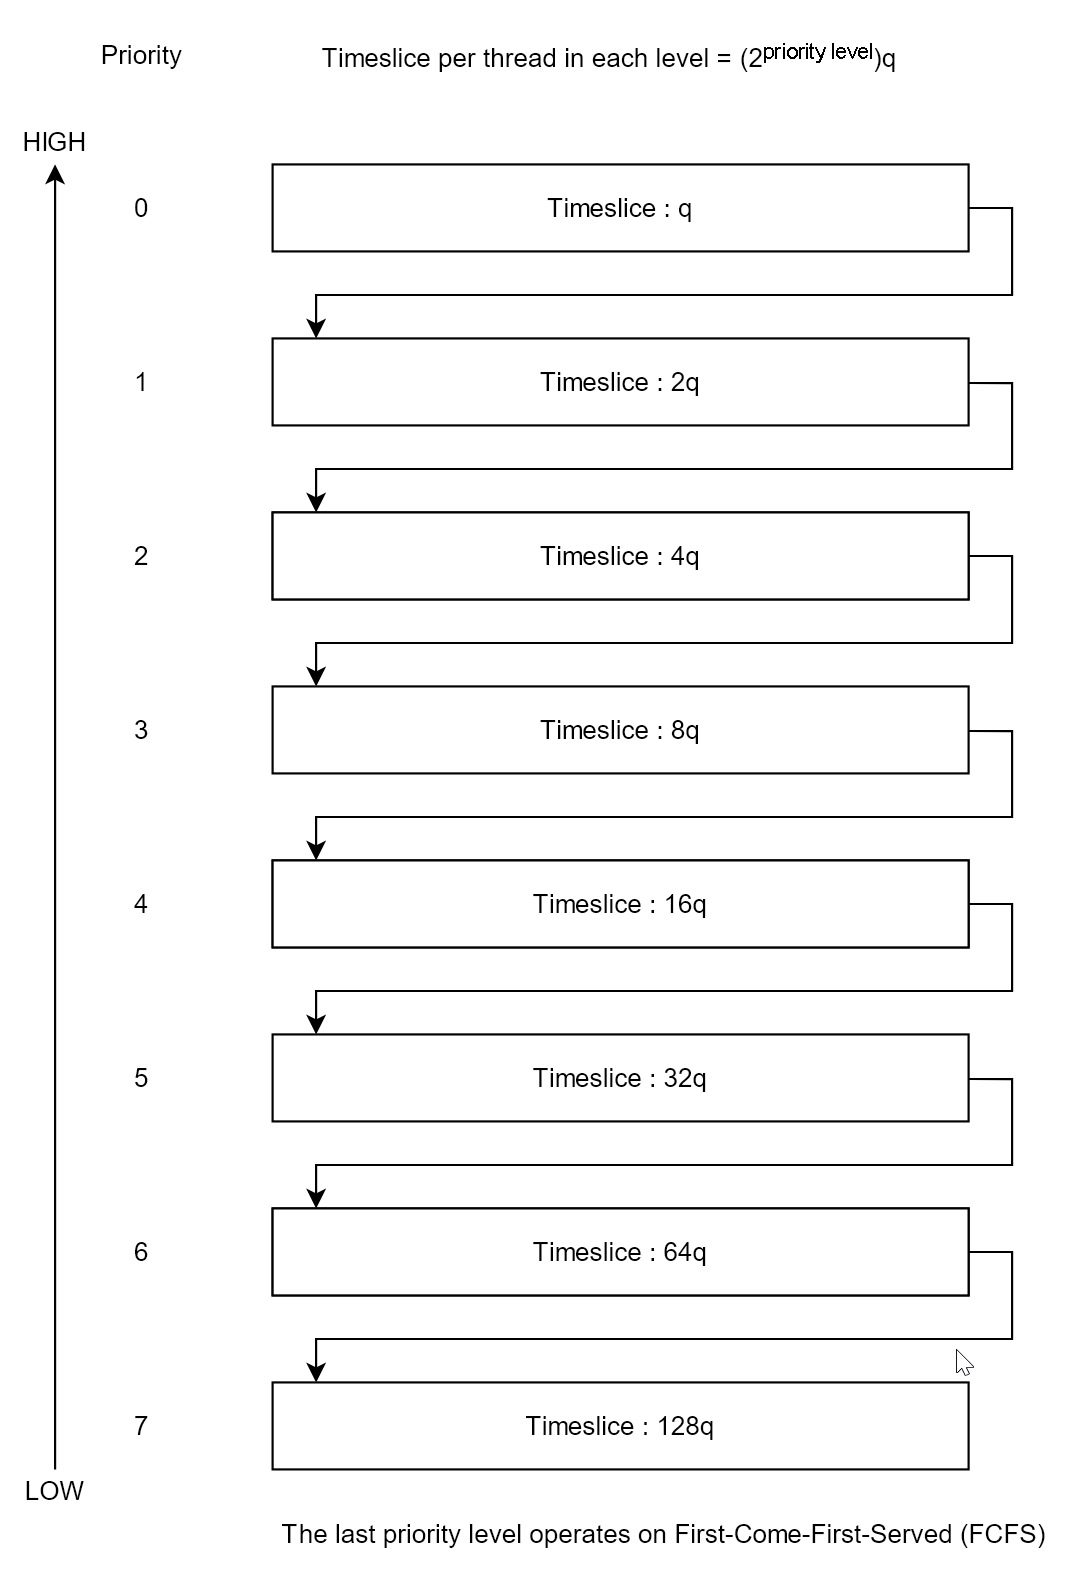 Priority
Timeslice per thread in each level = (2^priority level)q
HIGH
0
Timeslice : q
1
Timeslice : 2q
2
Timeslice : 4q
3
Timeslice : 8q
4
Timeslice : 16q
5
Timeslice : 32q
6
Timeslice : 64q
7
Timeslice : 128q
LOW
The last priority level operates on First-Come-First-Served (FCFS)